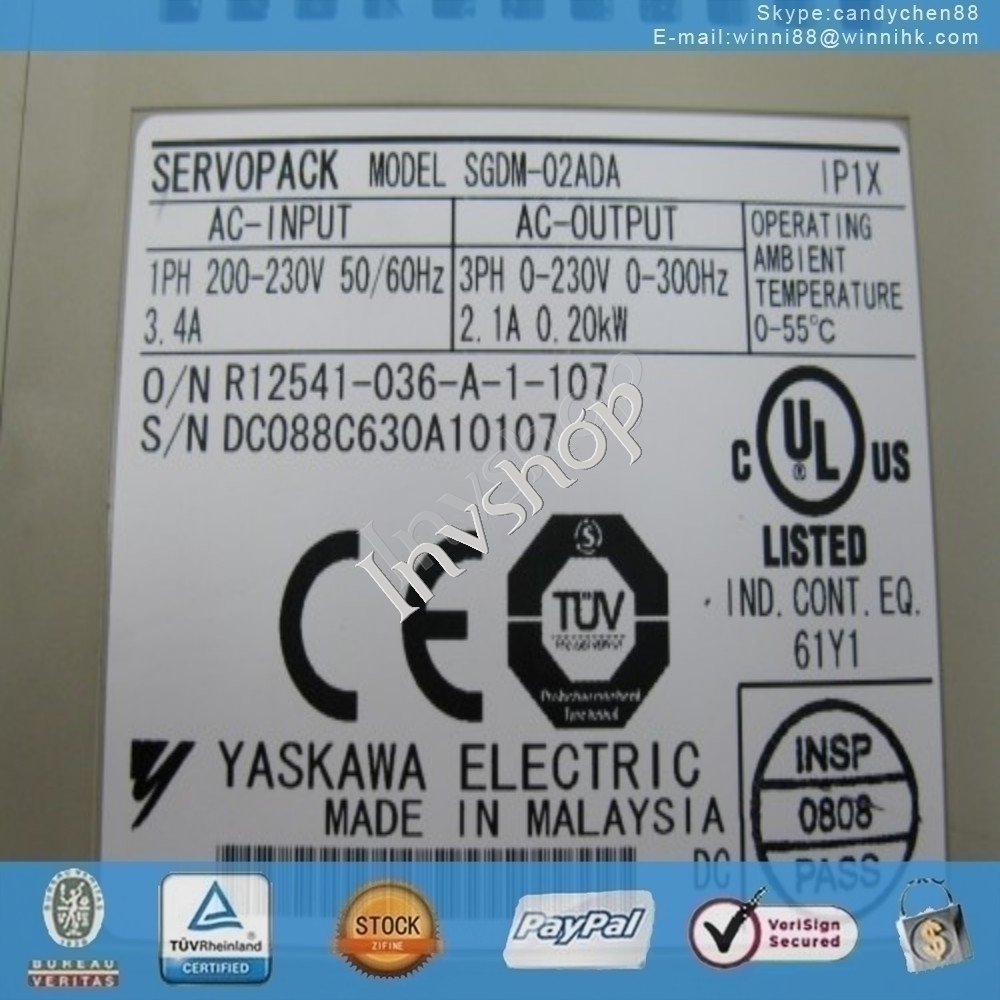 Skype:candychen88
E-mail:winni88@winnihk.com
SERVOPACK MODEL SGDM-02ADA IP1X
AC-INPUT
1PH 200-230V 50/60Hz
3.4A
AC-OUTPUT
3PH 0-230V 0-300Hz
2.1A 0.20kW
OPERATING
AMBIENT
TEMPERATURE
0-55℃
O/N R12541-036-A-1-107
S/N DC088C630A10107
Invshop
C UL US
®
LISTED
IND. CONT. EQ.
61Y1
CE
TÜV
YASKAWA ELECTRIC
MADE IN MALAYSIA
INSP
0808
PASS
DC
BUREAU
VERITAS
TÜVRheinland
CERTIFIED
STOCK
ZIFINE
PayPal
VeriSign
Secured
$